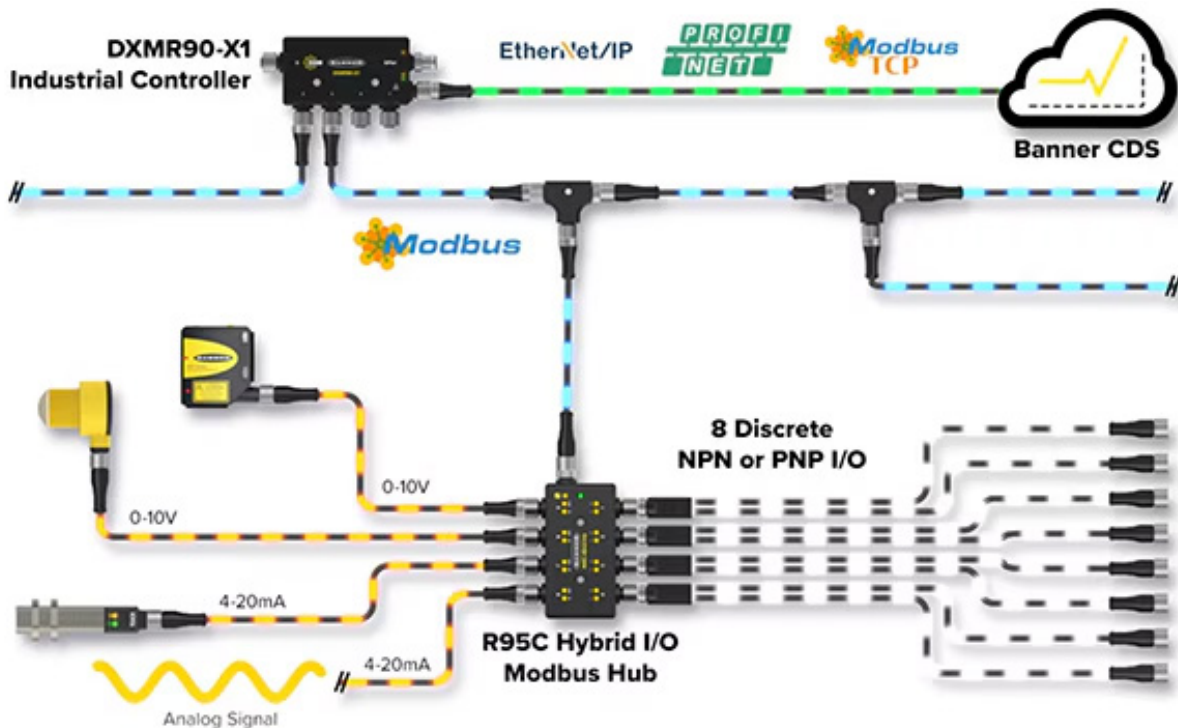 DXMR90-X1
Industrial Controller
EtherNet/IP
PROFI
NET
Modbus
TCP
Banner CDS
Modbus
8 Discrete
NPN or PNP I/O
0-10V
0-10V
4-20mA
4-20mA
R95C Hybrid I/O
Modbus Hub
Analog Signal